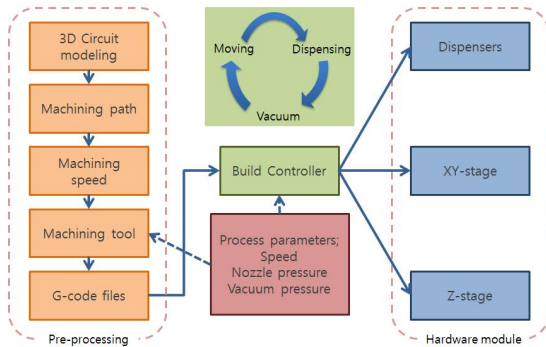 3D Circuit
modeling
Machining path
Machining
speed
Machining tool
G-code files
Pre-processing
Moving
Dispensing
Vacuum
Build Controller
Process parameters;
Speed
Nozzle pressure
Vacuum pressure
Dispensers
XY-stage
Z-stage
Hardware module